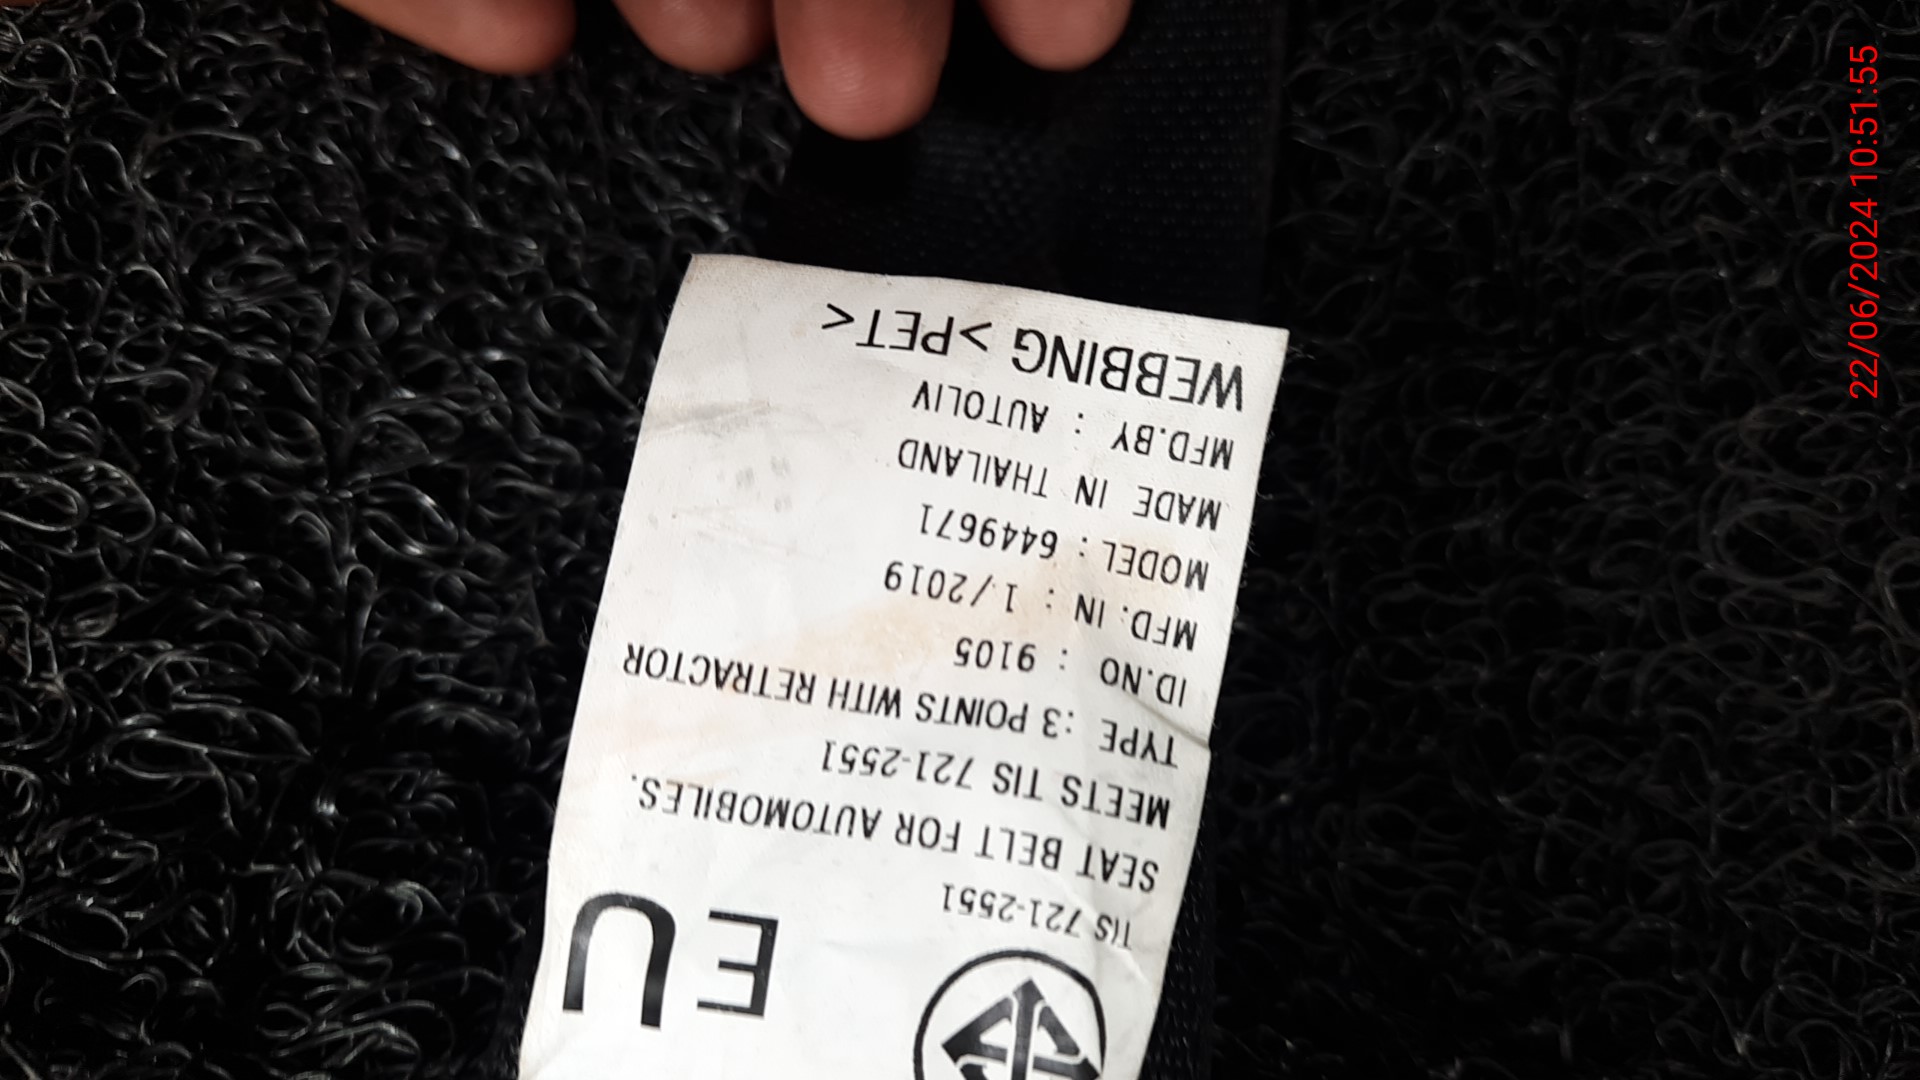 EU
TIS 721-2551
SEAT BELT FOR AUTOMOBILES.
MEETS TIS 721-2551
TYPE :3 POINTS WITH RETRACTOR
ID.NO : 9105
MFD.IN : 1/2019
MODEL : 6449671
MADE IN THAILAND
MFD.BY : AUTOLIV
WEBBING >PET<
22/06/2024 10:51:55